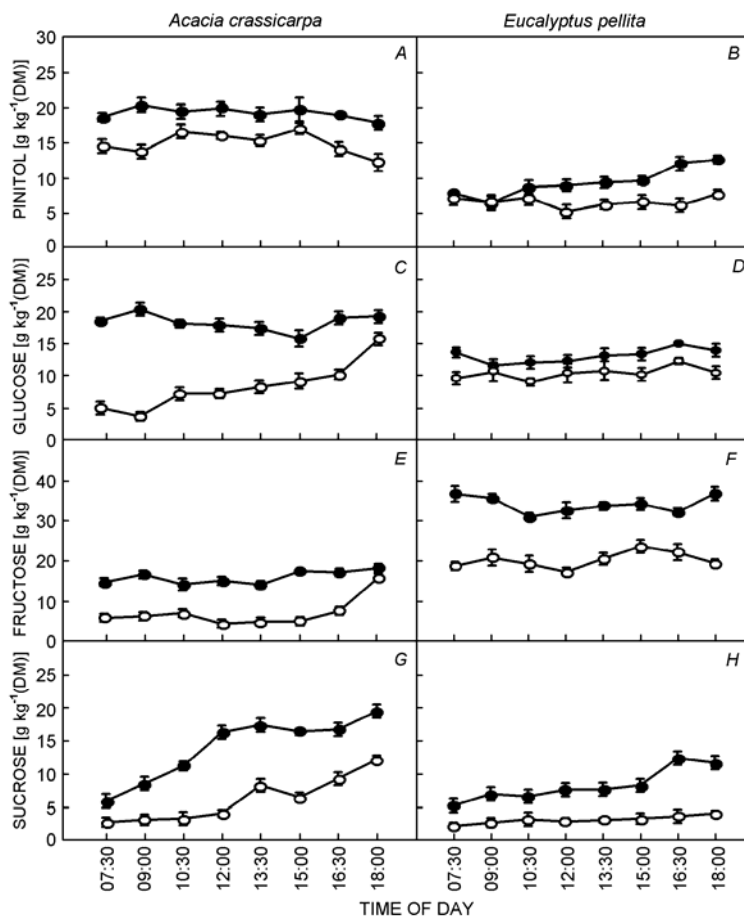 Acacia crassicarpa Eucalyptus pellita
PINITOL [g kg⁻¹(DM)]
30
25
20
15
10
5
0
A
B
GLUCOSE [g kg⁻¹(DM)]
25
20
15
10
5
0
C
D
FRUCTOSE [g kg⁻¹(DM)]
40
30
20
10
0
E
F
SUCROSE [g kg⁻¹(DM)]
25
20
15
10
5
0
G
H
07:30 09:00 10:30 12:00 13:30 15:00 16:30 18:00 07:30 09:00 10:30 12:00 13:30 15:00 16:30 18:00
TIME OF DAY